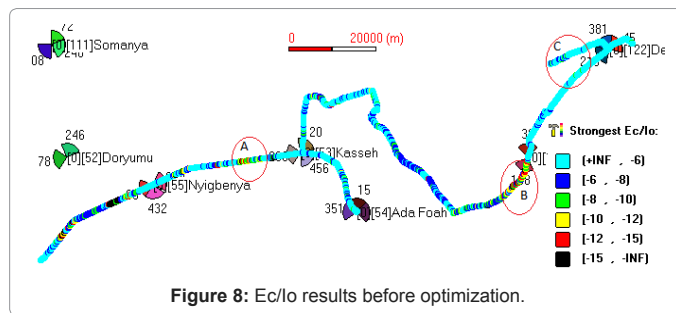 72
[0][111]Somanya
08
240
0 20000 (m)
C
381
45
[122]De
246
78
[0][52]Doryumu
A
20
[53]Kasseh
456
[55]Nyigbenya
432
15
351
[54]Ada Foah
B
Strongest Ec/Io:
(+INF , -6)
[-6 , -8)
[-8 , -10)
[-10 , -12)
[-12 , -15)
[-15 , -INF)
Figure 8: Ec/Io results before optimization.